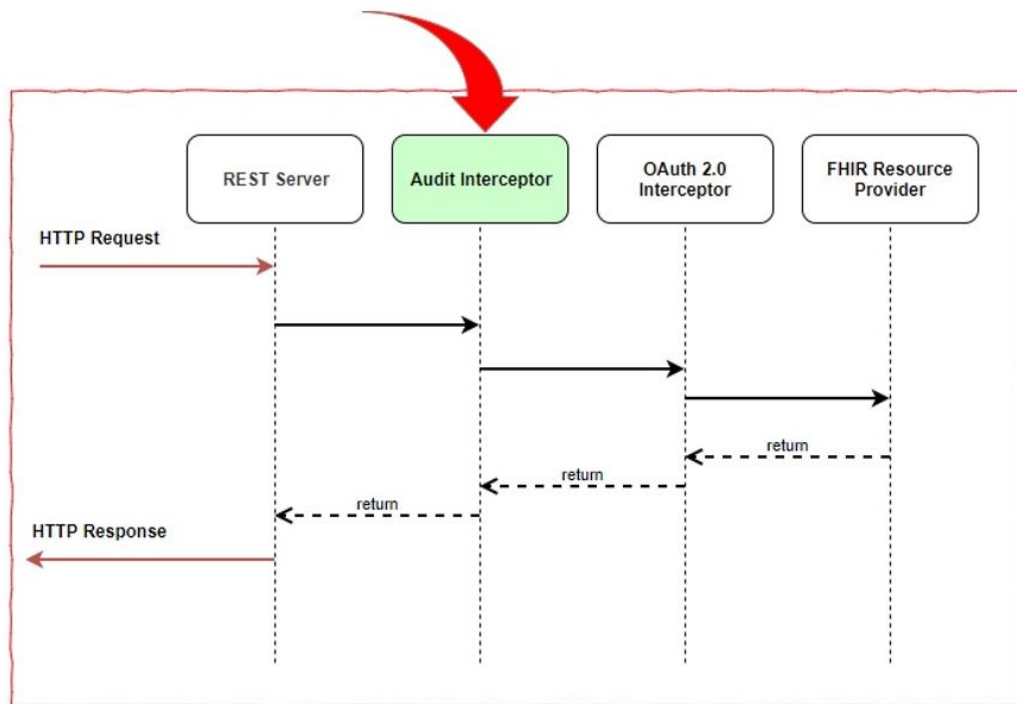 REST Server
Audit Interceptor
OAuth 2.0
Interceptor
FHIR Resource
Provider
HTTP Request
return
return
return
HTTP Response